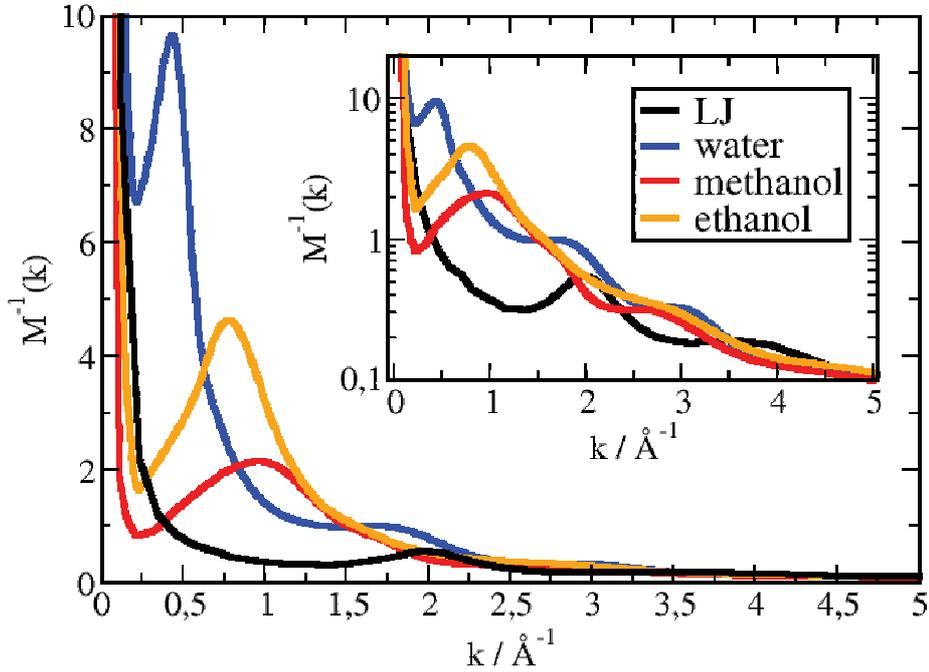 10
8
6
4
2
0
M⁻¹(k)
0 0,5 1 1,5 2 2,5 3 3,5 4 4,5 5
k / Å⁻¹
10
1
0,1
M⁻¹(k)
0 1 2 3 4 5
k / Å⁻¹
LJ
water
methanol
ethanol